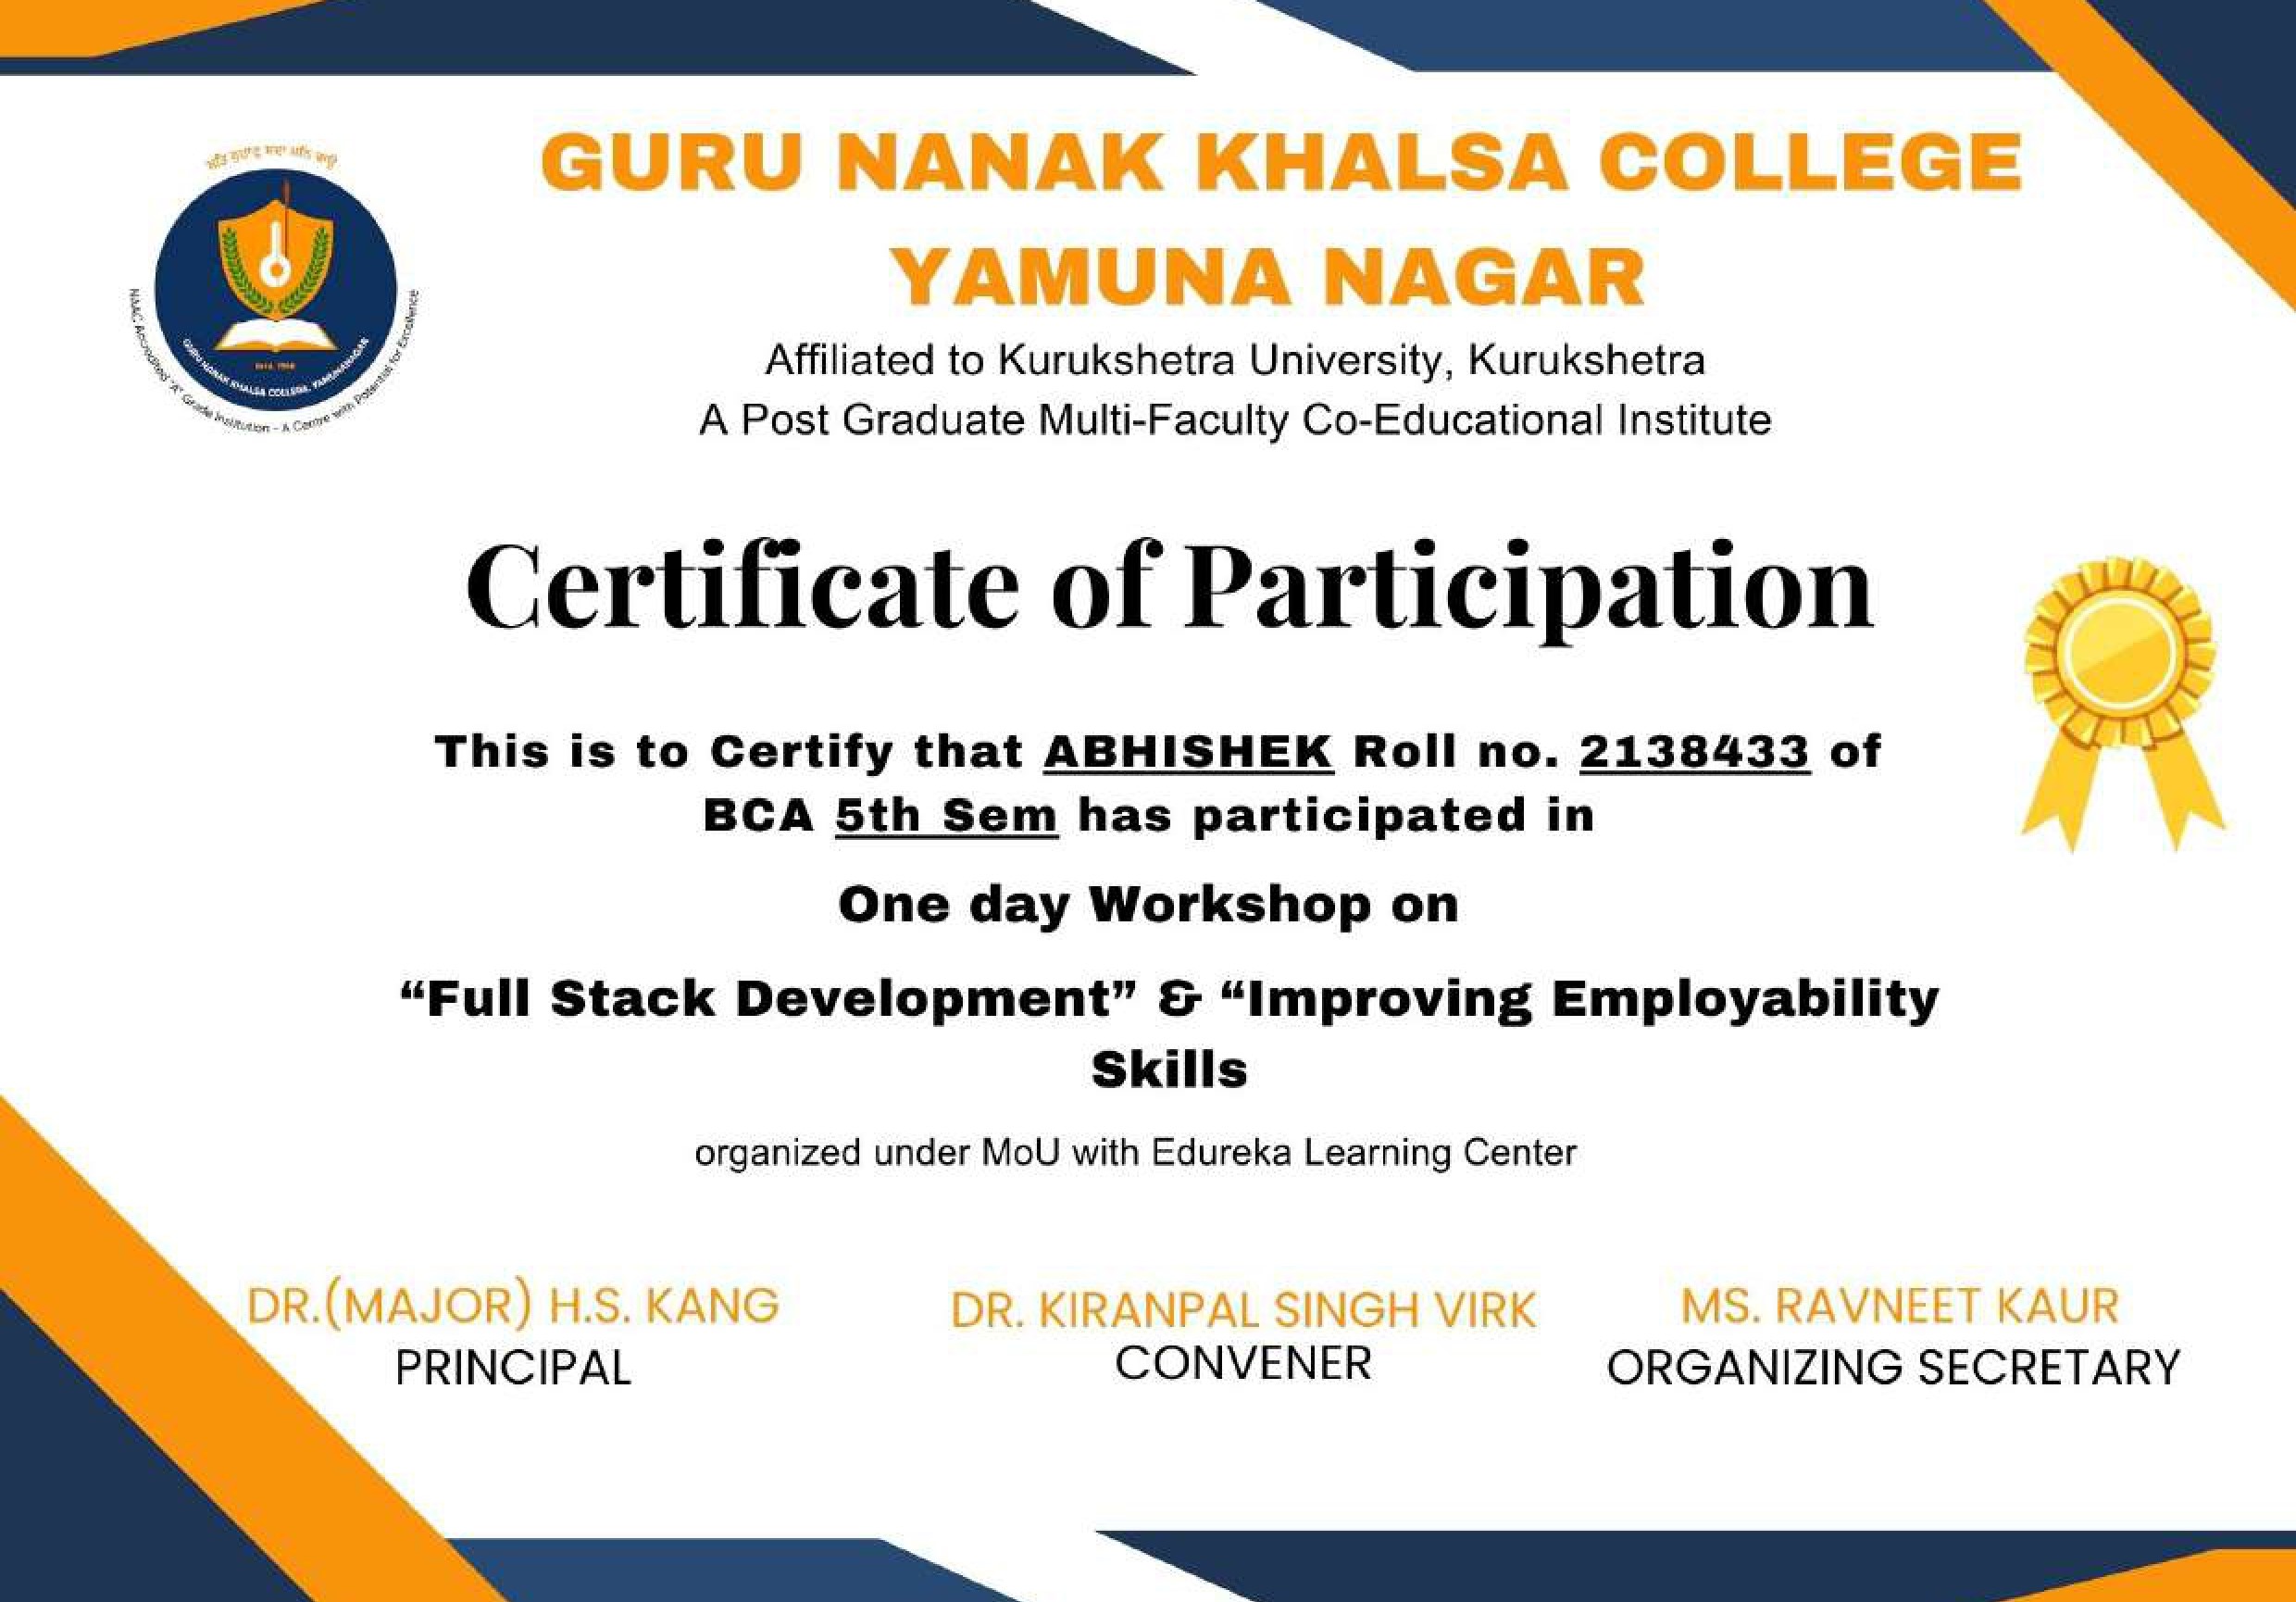 GURU NANAK KHALSA COLLEGE
YAMUNA NAGAR
Affiliated to Kurukshetra University, Kurukshetra
A Post Graduate Multi-Faculty Co-Educational Institute
GURU NANAK KHALSA COLLEGE, YAMUNANAGAR
NAAC Accredited "A" Grade Institution - A Centre with Potential for Excellence
Certificate of Participation
This is to Certify that ABHISHEK Roll no. 2138433 of
BCA 5th Sem has participated in
One day Workshop on
“Full Stack Development” & “Improving Employability
Skills
organized under MoU with Edureka Learning Center
DR.(MAJOR) H.S. KANG
PRINCIPAL
DR. KIRANPAL SINGH VIRK
CONVENER
MS. RAVNEET KAUR
ORGANIZING SECRETARY